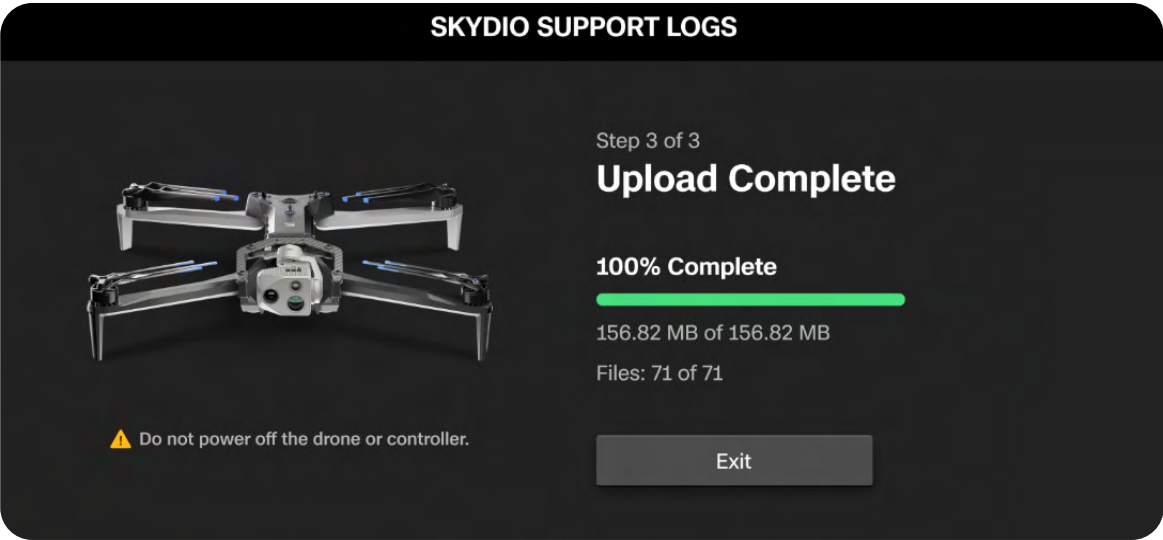 SKYDIO SUPPORT LOGS
Step 3 of 3
Upload Complete
100% Complete
156.82 MB of 156.82 MB
Files: 71 of 71
Do not power off the drone or controller.
Exit